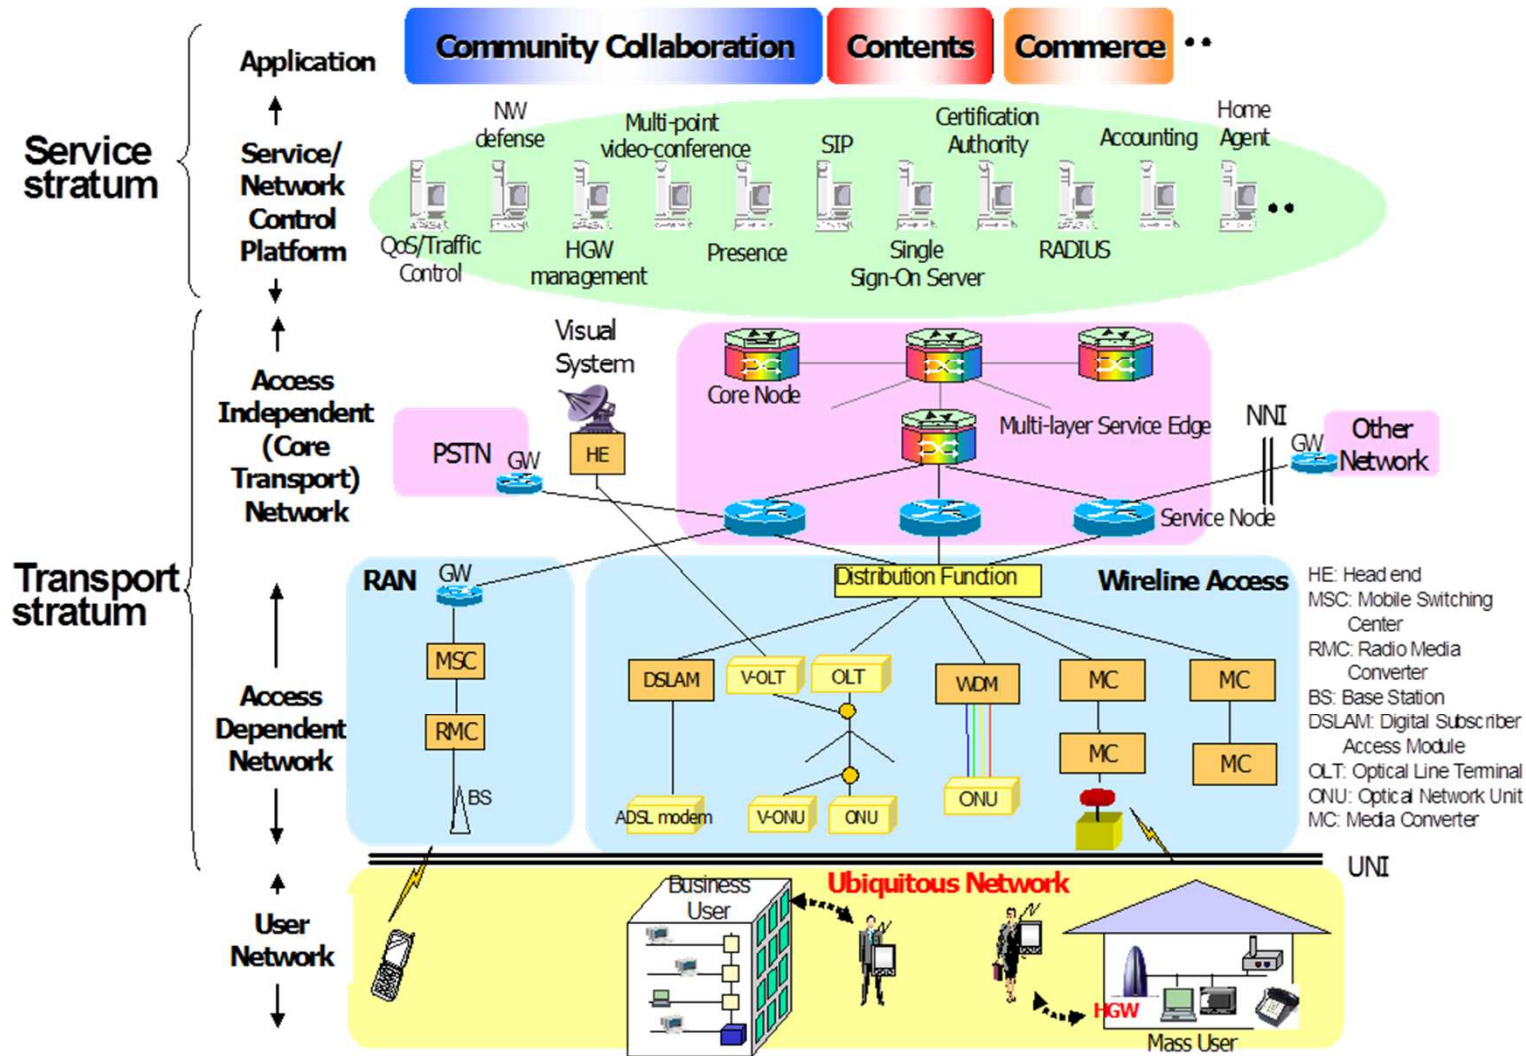 Community Collaboration
Contents
Commerce
Application
Service
stratum
Service/
Network
Control
Platform
NW
defense
Multi-point
video-conference
SIP
Certification
Authority
Accounting
Home
Agent
QoS/Traffic
Control
HGW
management
Presence
Single
Sign-On Server
RADIUS
Transport
stratum
Access
Independent
(Core
Transport)
Network
Visual
System
HE
PSTN
GW
Core Node
Multi-layer Service Edge
NNI
GW
Other
Network
Service Node
Access
Dependent
Network
RAN
GW
MSC
RMC
BS
Distribution Function
Wireline Access
DSLAM
V-OLT
OLT
WDM
MC
MC
MC
MC
ADSL modem
V-ONU
ONU
ONU
HE: Head end
MSC: Mobile Switching
Center
RMC: Radio Media
Converter
BS: Base Station
DSLAM: Digital Subscriber
Access Module
OLT: Optical Line Terminal
ONU: Optical Network Unit
MC: Media Converter
UNI
User
Network
Business
User
Ubiquitous Network
HGW
Mass User